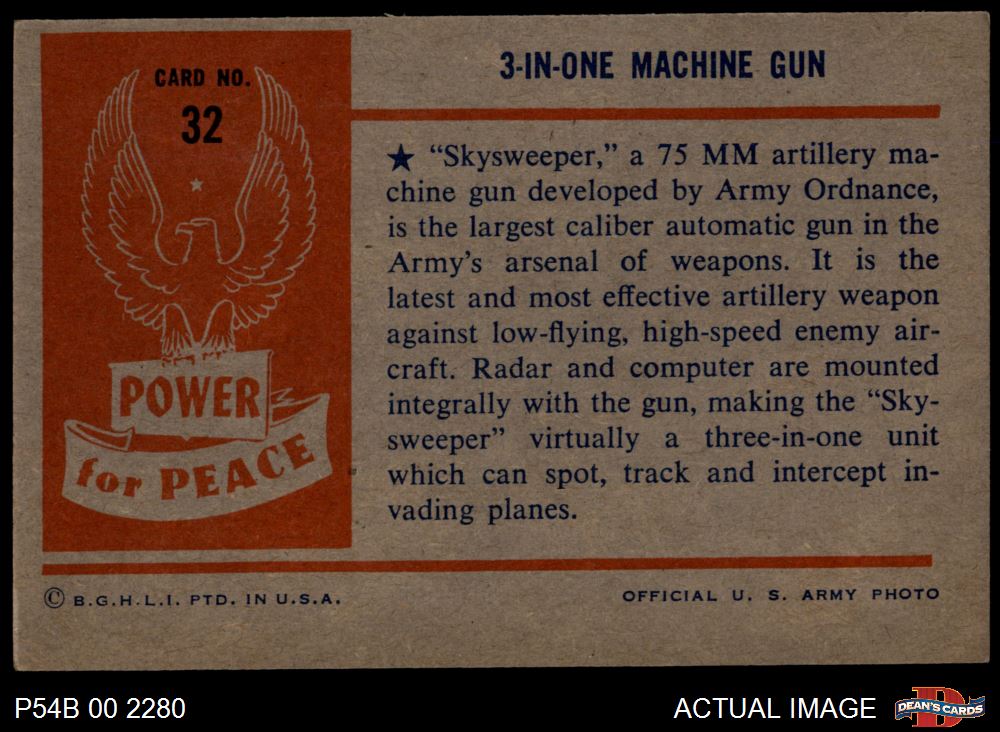 CARD NO.
32
POWER
for PEACE
3-IN-ONE MACHINE GUN
★ “Skysweeper,” a 75 MM artillery ma-
chine gun developed by Army Ordnance,
is the largest caliber automatic gun in the
Army’s arsenal of weapons. It is the
latest and most effective artillery weapon
against low-flying, high-speed enemy air-
craft. Radar and computer are mounted
integrally with the gun, making the “Sky-
sweeper” virtually a three-in-one unit
which can spot, track and intercept in-
vading planes.
© B.G.H.L.I. PTD. IN U.S.A.
OFFICIAL U. S. ARMY PHOTO
P54B 00 2280
ACTUAL IMAGE
DEAN'S CARDS